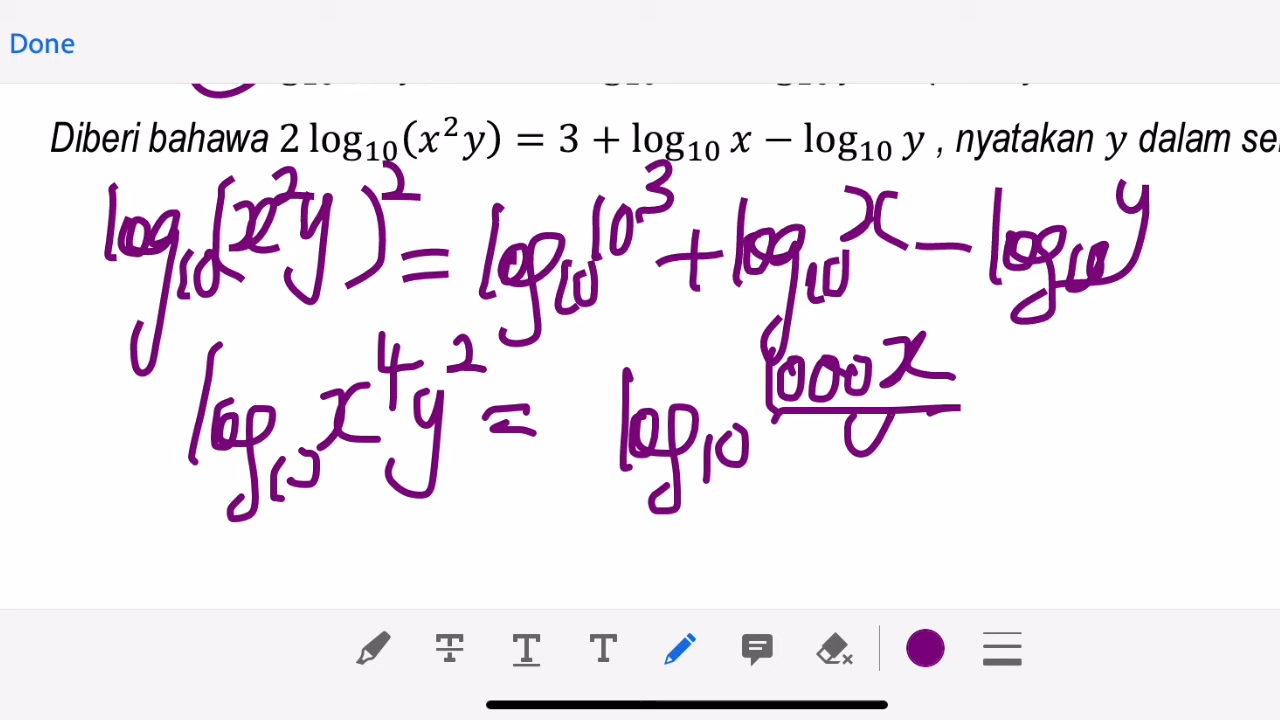 Done
Diberi bahawa 2 log₁₀(x²y) = 3 + log₁₀ x − log₁₀ y , nyatakan y dalam
log₁₀(x²y)² = log₁₀10³ + log₁₀x − log₁₀y
log₁₀x⁴y² = log₁₀ 1000x/y